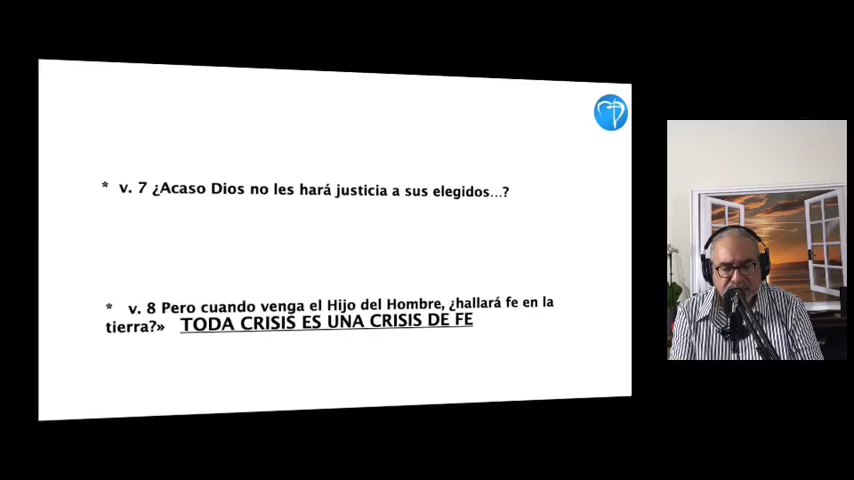 * v. 7 ¿Acaso Dios no les hará justicia a sus elegidos...?
* v. 8 Pero cuando venga el Hijo del Hombre, ¿hallará fe en la
tierra?» TODA CRISIS ES UNA CRISIS DE FE